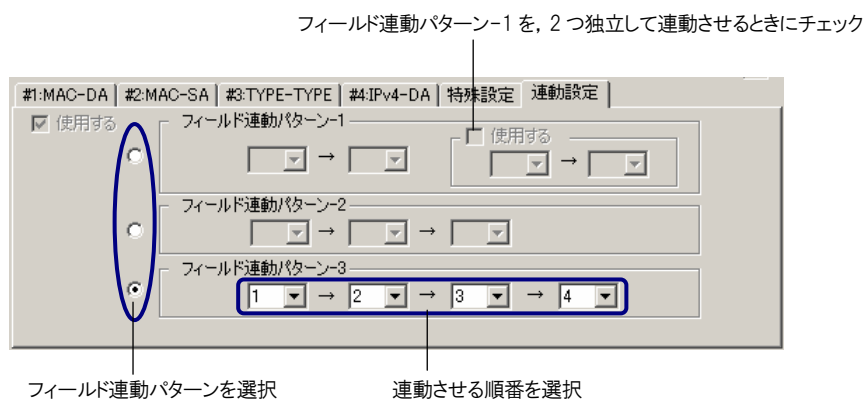 フィールド連動パターン-1を，2つ独立して連動させるときにチェック
#1:MAC-DA #2:MAC-SA #3:TYPE-TYPE #4:IPv4-DA 特殊設定 連動設定
使用する
フィールド連動パターン-1
使用する
→ →
フィールド連動パターン-2
→ →
フィールド連動パターン-3
1 → 2 → 3 → 4
フィールド連動パターンを選択 連動させる順番を選択